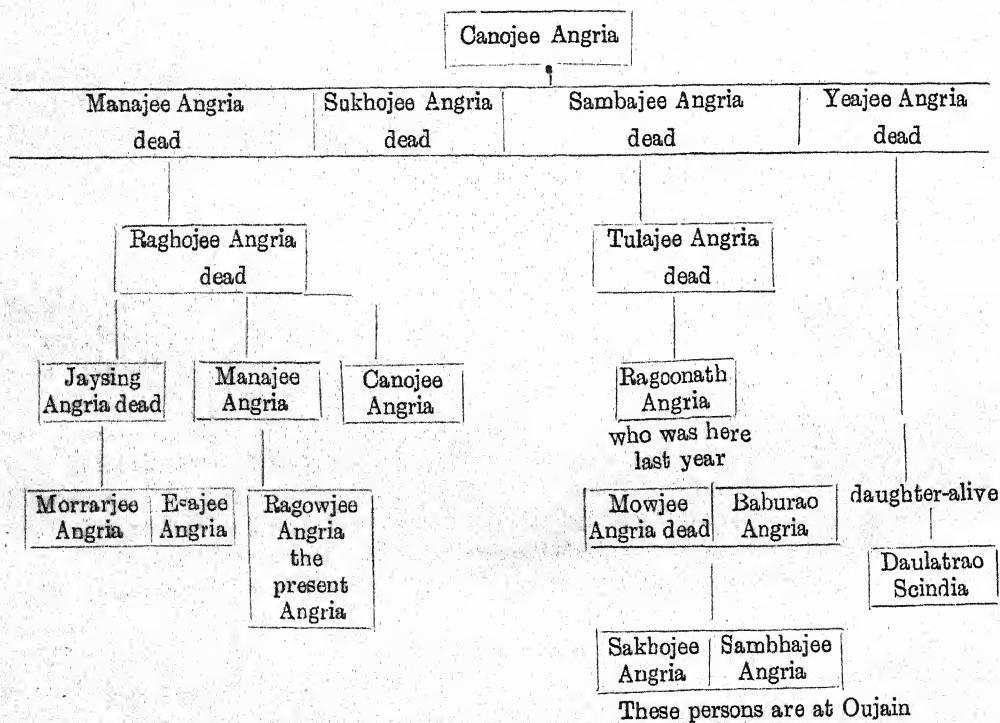 Canojee Angria
Manajee Angria
dead
Sukhojee Angria
dead
Sambajee Angria
dead
Yeajee Angria
dead
Raghojee Angria
dead
Tulajee Angria
dead
Jaysing
Angria dead
Manajee
Angria
Canojee
Angria
Ragoonath
Angria
who was here
last year
Morrarjee
Angria
Angria
Ragowjee
Angria
the
present
Angria
Mowjee
Angria dead
Baburao
Angria
daughter-alive
Daulatrao
Scindia
Sakhojee
Angria
Sambhajee
Angria
These persons are at Oujain